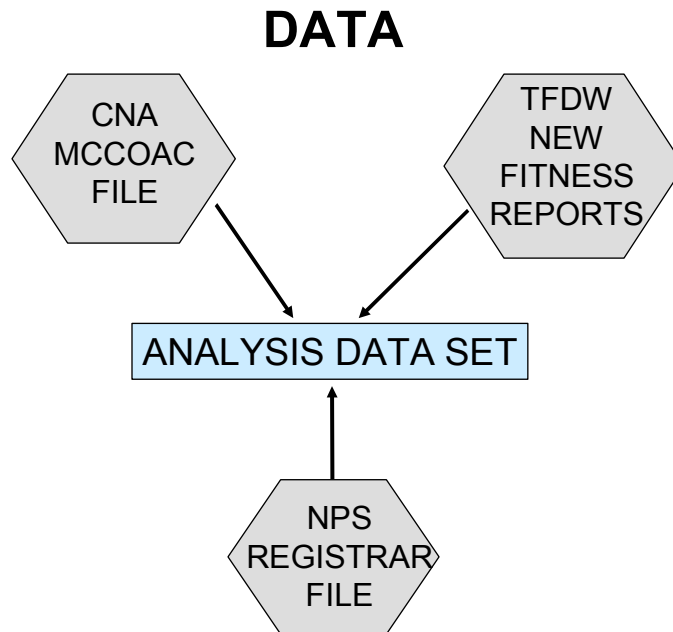 DATA
CNA
MCCOAC
FILE
TFDW
NEW
FITNESS
REPORTS
ANALYSIS DATA SET
NPS
REGISTRAR
FILE